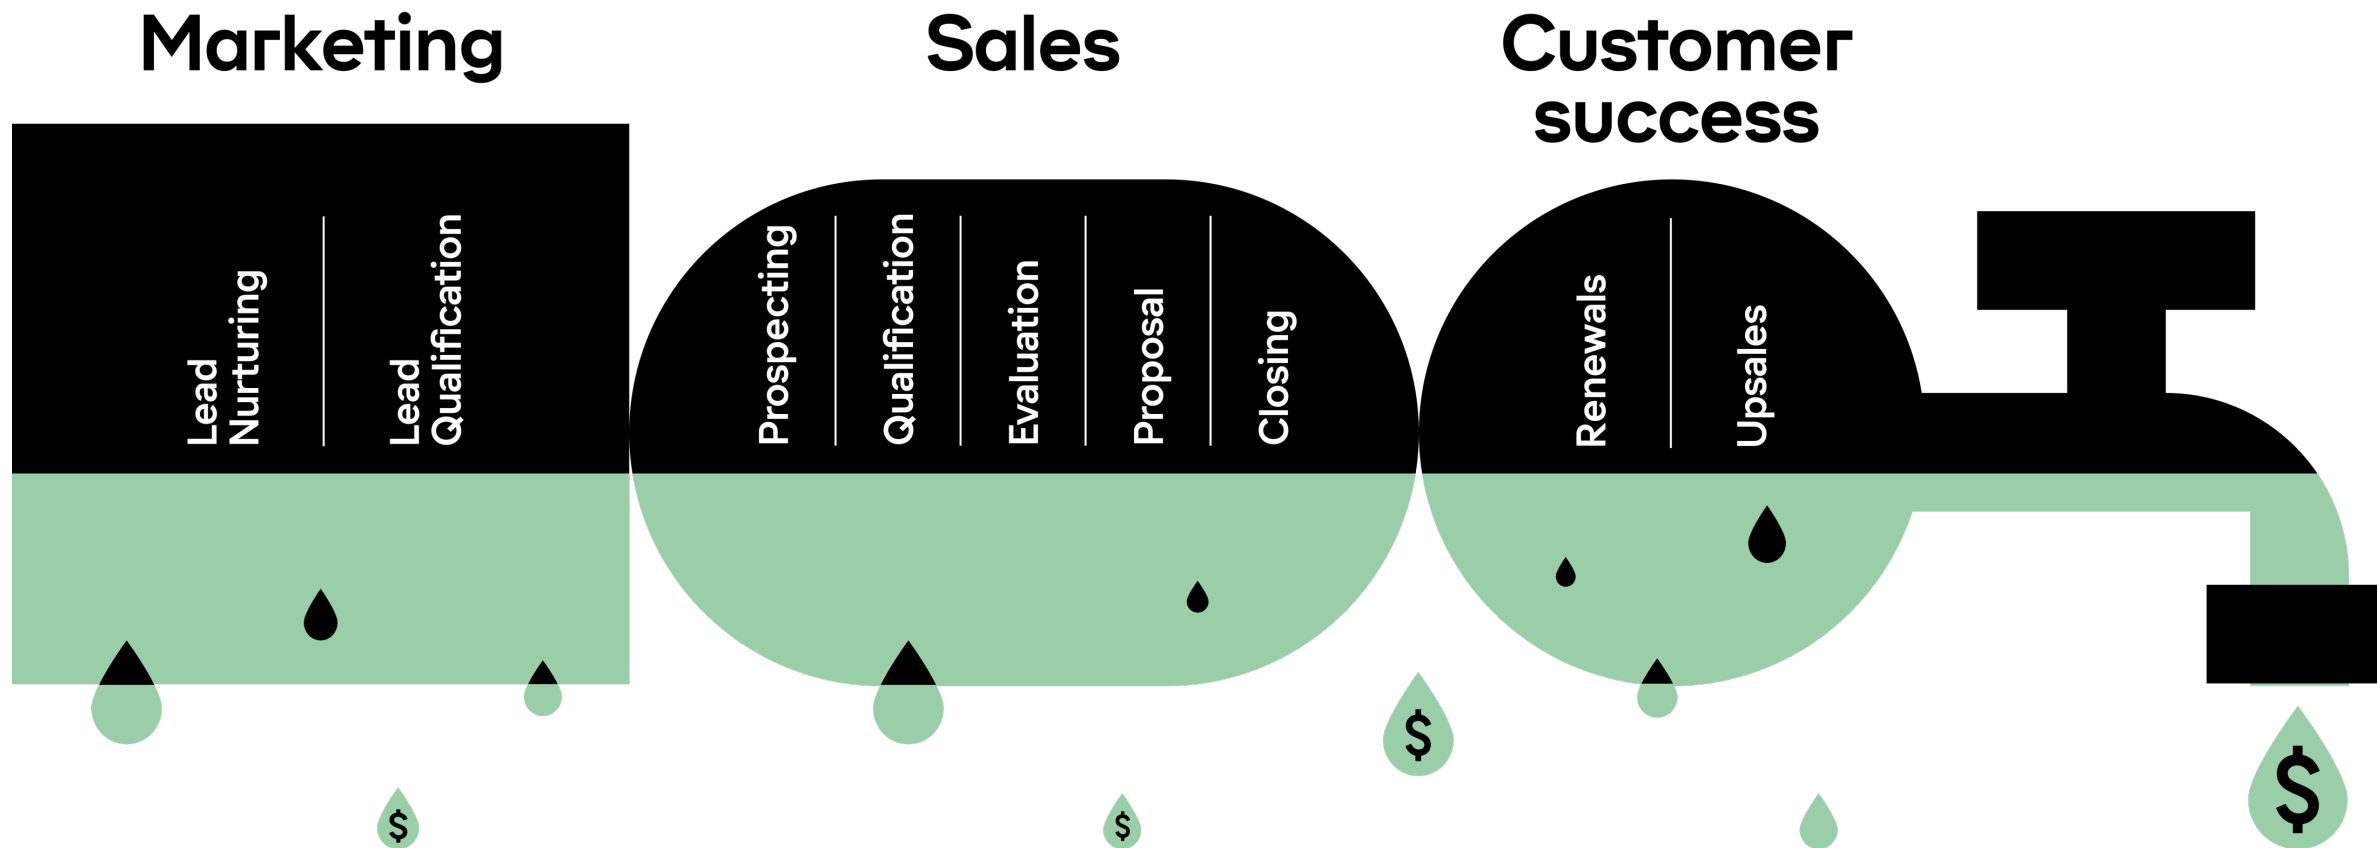 Marketing
Sales
Customer
success
Lead
Nurturing
Lead
Qualification
Prospecting
Qualification
Evaluation
Proposal
Closing
Renewals
Upsales
$
$
$
$